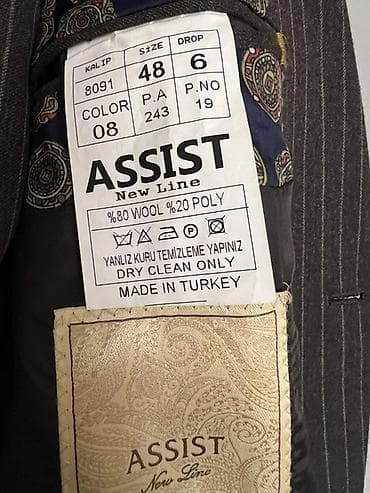 KALIP SIZE DROP
8091 48 6
COLOR P.A P.NO
08 243 19
ASSIST
New Line
%80 WOOL %20 POLY
P
YANLIZ KURU TEMİZLEME YAPINIZ
DRY CLEAN ONLY
MADE IN TURKEY
ASSIST
New Line